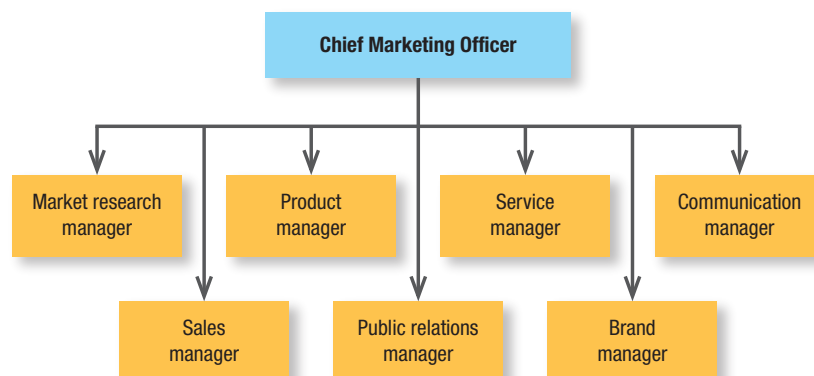 Chief Marketing Officer
Market research
manager
Product
manager
Service
manager
Communication
manager
Sales
manager
Public relations
manager
Brand
manager